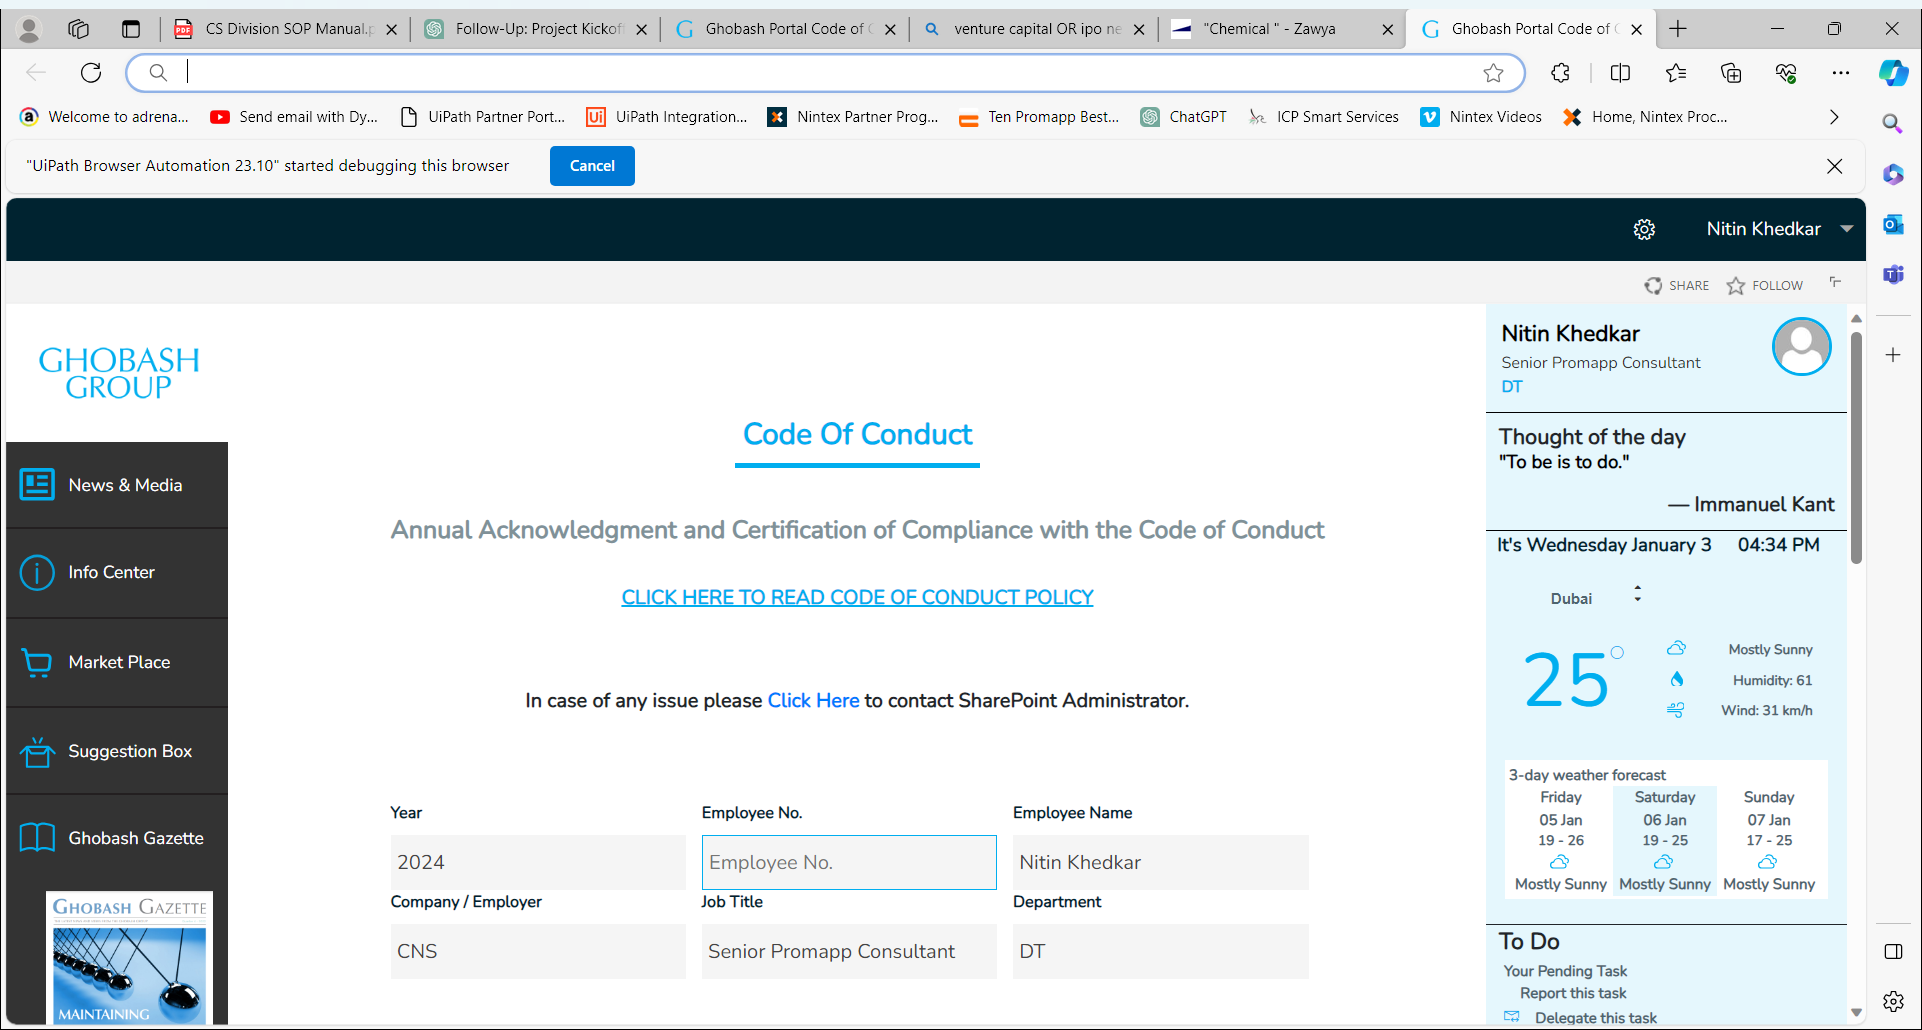 CS Division SOP Manual.p
Follow-Up: Project Kickof
Ghobash Portal Code of C
venture capital OR ipo ne
"Chemical " - Zawya
Ghobash Portal Code of C
Welcome to adrena...
Send email with Dy...
UiPath Partner Port...
UiPath Integration...
Nintex Partner Prog...
Ten Promapp Best...
ChatGPT
ICP Smart Services
Nintex Videos
Home, Nintex Proc...
"UiPath Browser Automation 23.10" started debugging this browser
Cancel
Nitin Khedkar
SHARE
FOLLOW
GHOBASH
GROUP
News & Media
Info Center
Market Place
Suggestion Box
Ghobash Gazette
GHOBASH GAZETTE
MAINTAINING
Code Of Conduct
Annual Acknowledgment and Certification of Compliance with the Code of Conduct
CLICK HERE TO READ CODE OF CONDUCT POLICY
In case of any issue please Click Here to contact SharePoint Administrator.
Year
Employee No.
Employee Name
2024
Employee No.
Nitin Khedkar
Company / Employer
Job Title
Department
CNS
Senior Promapp Consultant
DT
Nitin Khedkar
Senior Promapp Consultant
DT
Thought of the day
"To be is to do."
— Immanuel Kant
It's Wednesday January 3 04:34 PM
Dubai
25
Mostly Sunny
Humidity: 61
Wind: 31 km/h
3-day weather forecast
Friday Saturday Sunday
05 Jan 06 Jan 07 Jan
19 - 26 19 - 25 17 - 25
Mostly Sunny Mostly Sunny Mostly Sunny
To Do
Your Pending Task
Report this task
Delegate this task